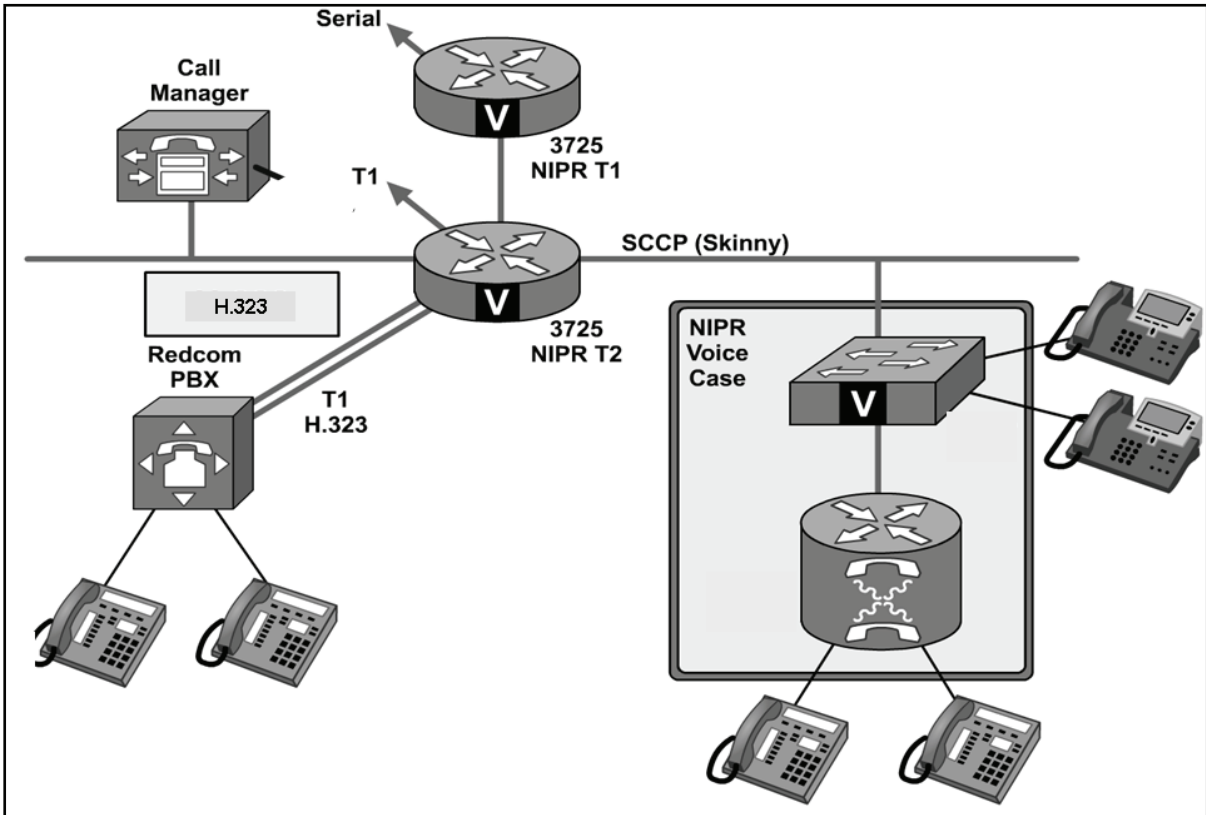 Serial
Call
Manager
3725
NIPR T1
V
T1
SCCP (Skinny)
V
H.323
3725
NIPR T2
NIPR
Voice
Case
Redcom
PBX
T1
H.323
V